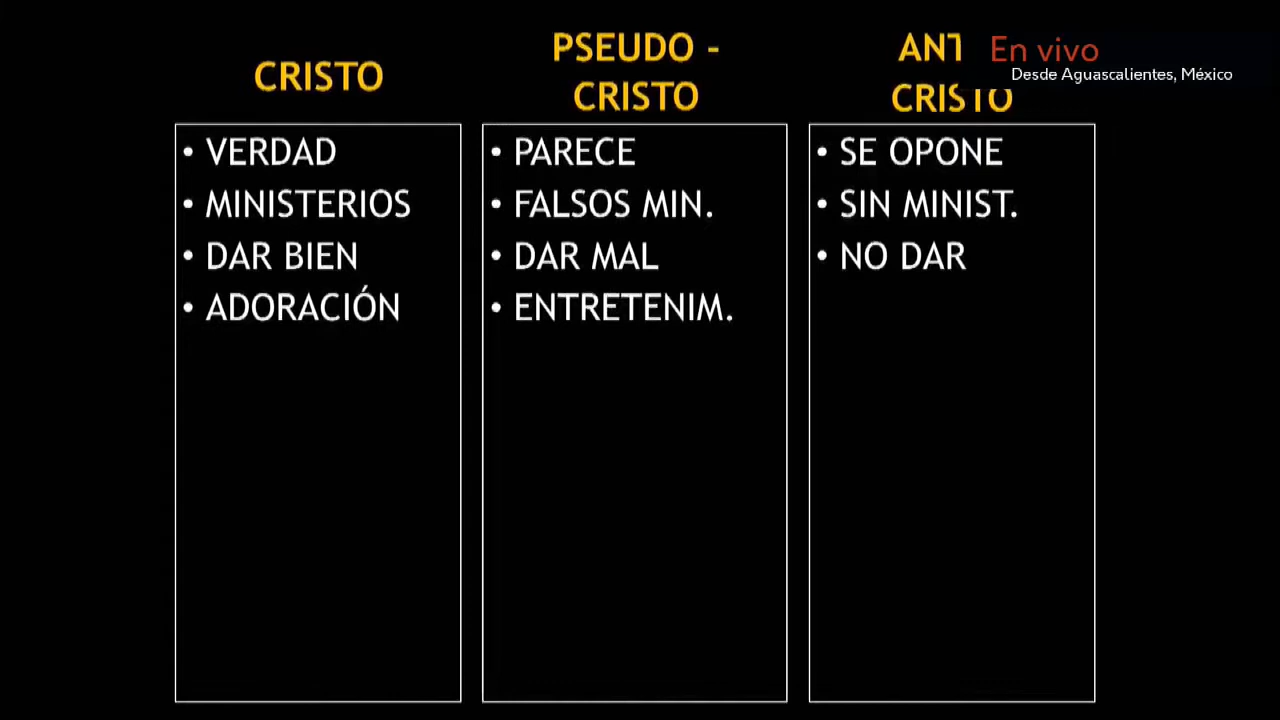 CRISTO
PSEUDO -
CRISTO
ANT
CRISTO
En vivo
Desde Aguascalientes, México
• VERDAD
• MINISTERIOS
• DAR BIEN
• ADORACIÓN
• PARECE
• FALSOS MIN.
• DAR MAL
• ENTRETENIM.
• SE OPONE
• SIN MINIST.
• NO DAR